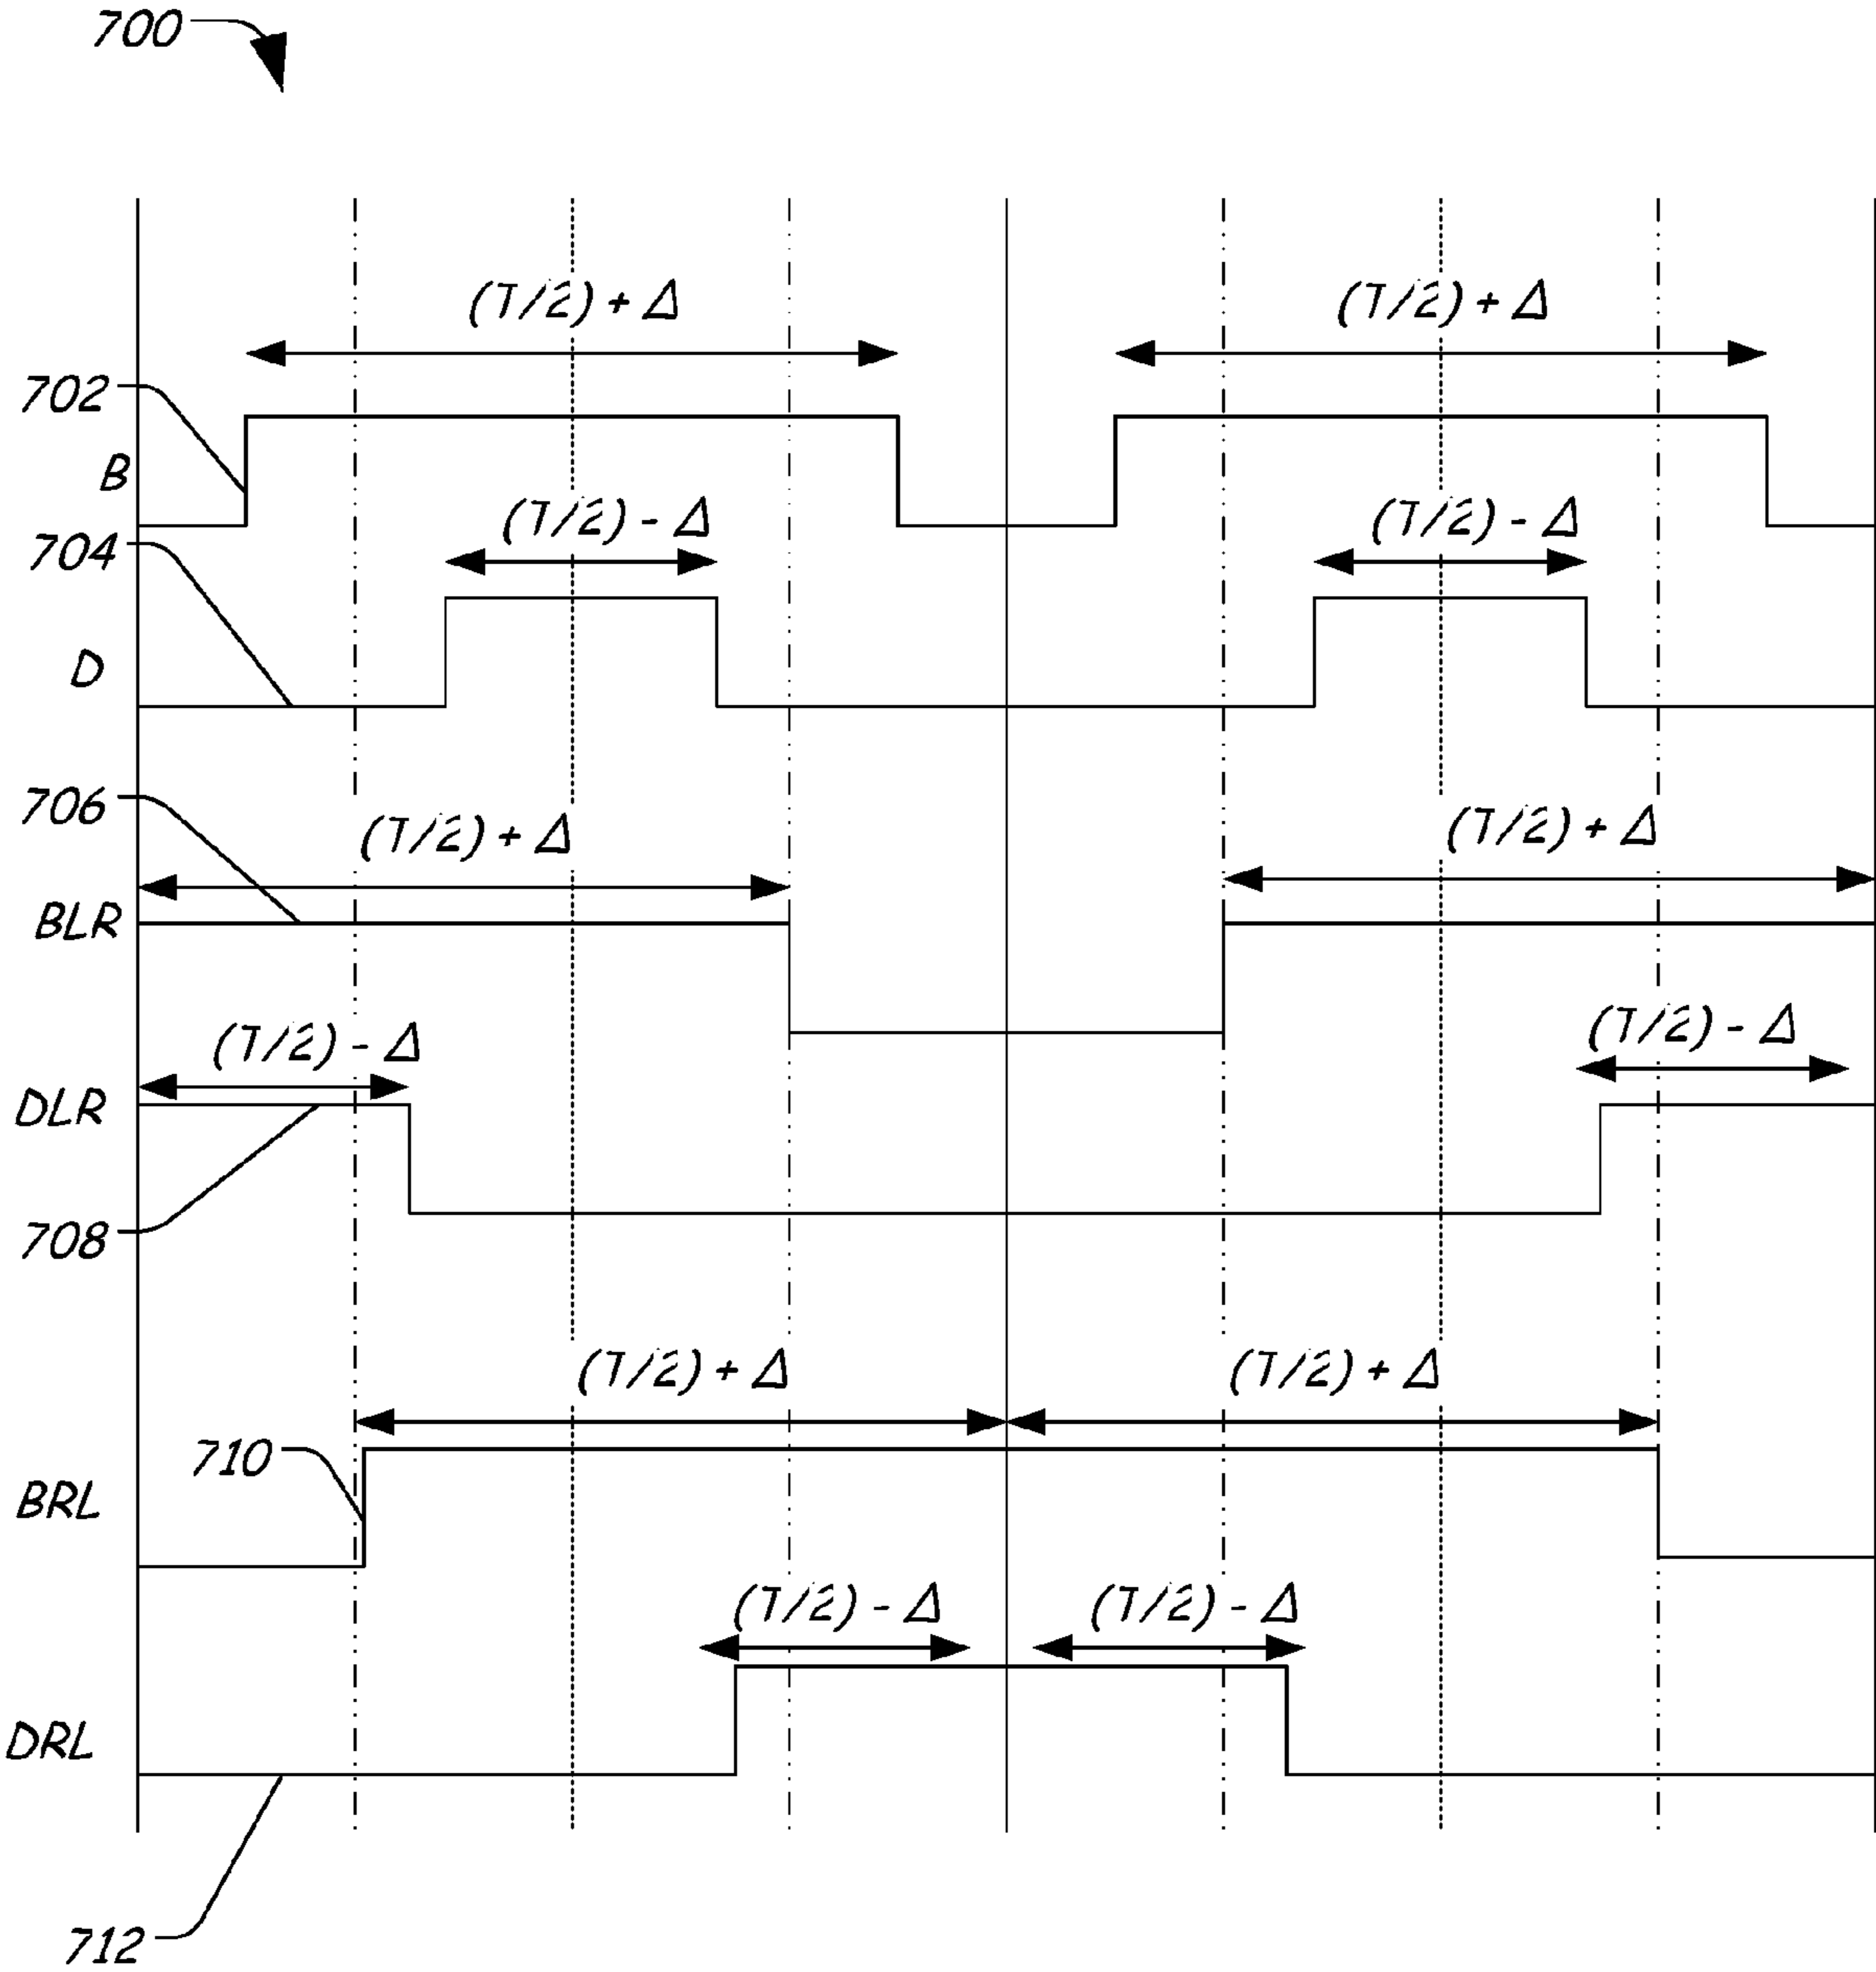 700
(T/2) + Δ (T/2) + Δ
702
B
(T/2) - Δ (T/2) - Δ
704
D
706
(T/2) + Δ (T/2) + Δ
BLR
(T/2) - Δ (T/2) - Δ
DLR
708
(T/2) + Δ (T/2) + Δ
710
BRL
(T/2) - Δ (T/2) - Δ
DRL
712